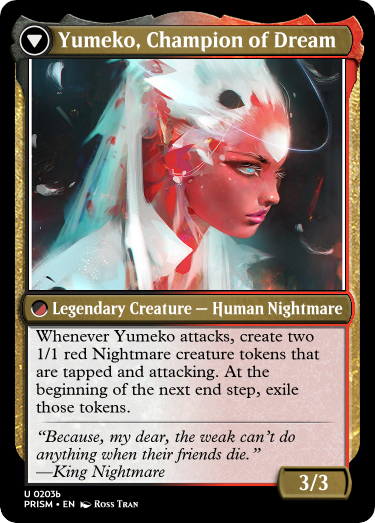 Yumeko, Champion of Dream
Legendary Creature — Human Nightmare
Whenever Yumeko attacks, create two
1/1 red Nightmare creature tokens that
are tapped and attacking. At the
beginning of the next end step, exile
those tokens.
“Because, my dear, the weak can’t do
anything when their friends die.”
—King Nightmare
3/3
U 0203b
PRISM • EN Ross Tran